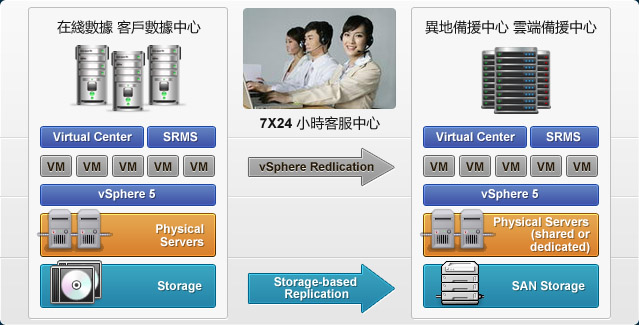 在綫數據 客戶數據中心
Virtual Center
SRMS
VM VM VM VM VM
vSphere 5
Physical
Servers
Storage
7X24 小時客服中心
vSphere Redlication
Storage-based
Replication
異地備援中心 雲端備援中心
Virtual Center
SRMS
VM VM VM VM VM
vSphere 5
Physical Servers
(shared or
dedicated)
SAN Storage